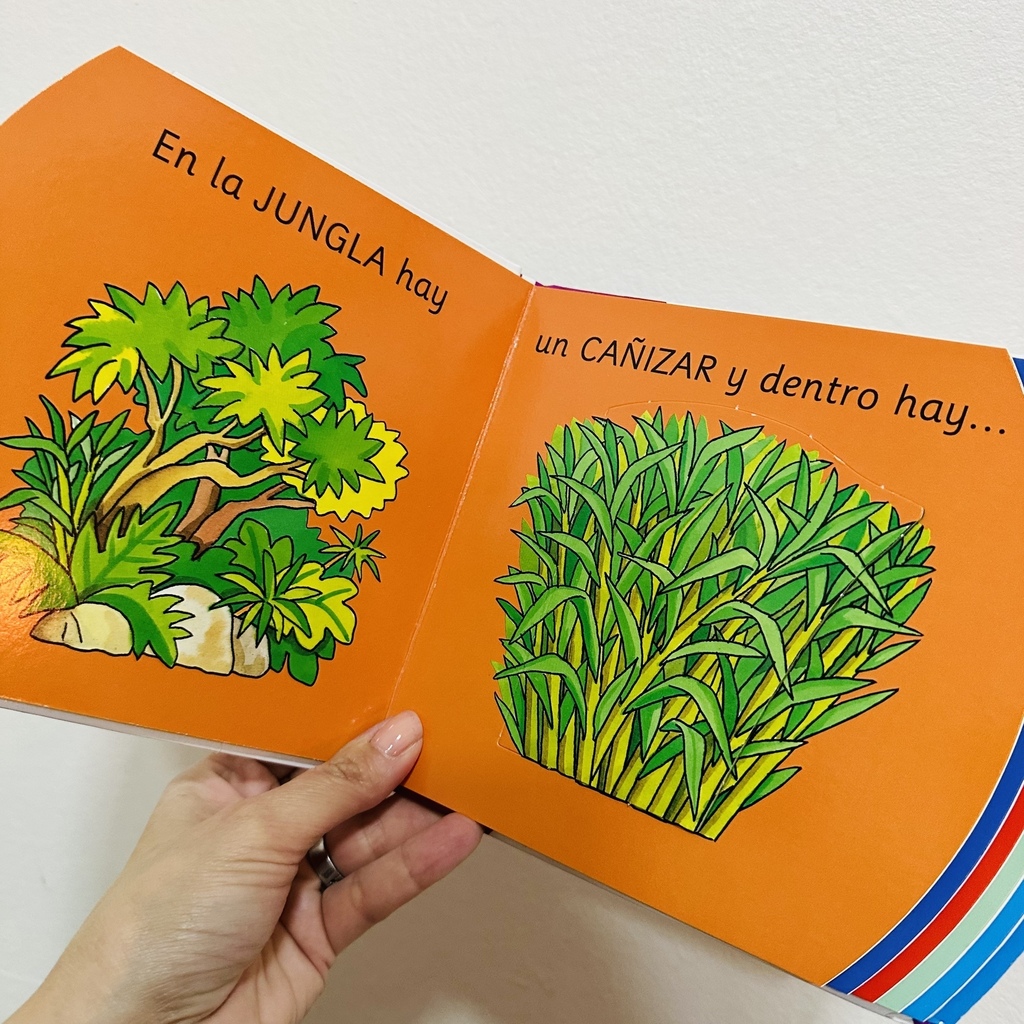 En la JUNGLA hay
un CAÑIZAR y dentro hay...